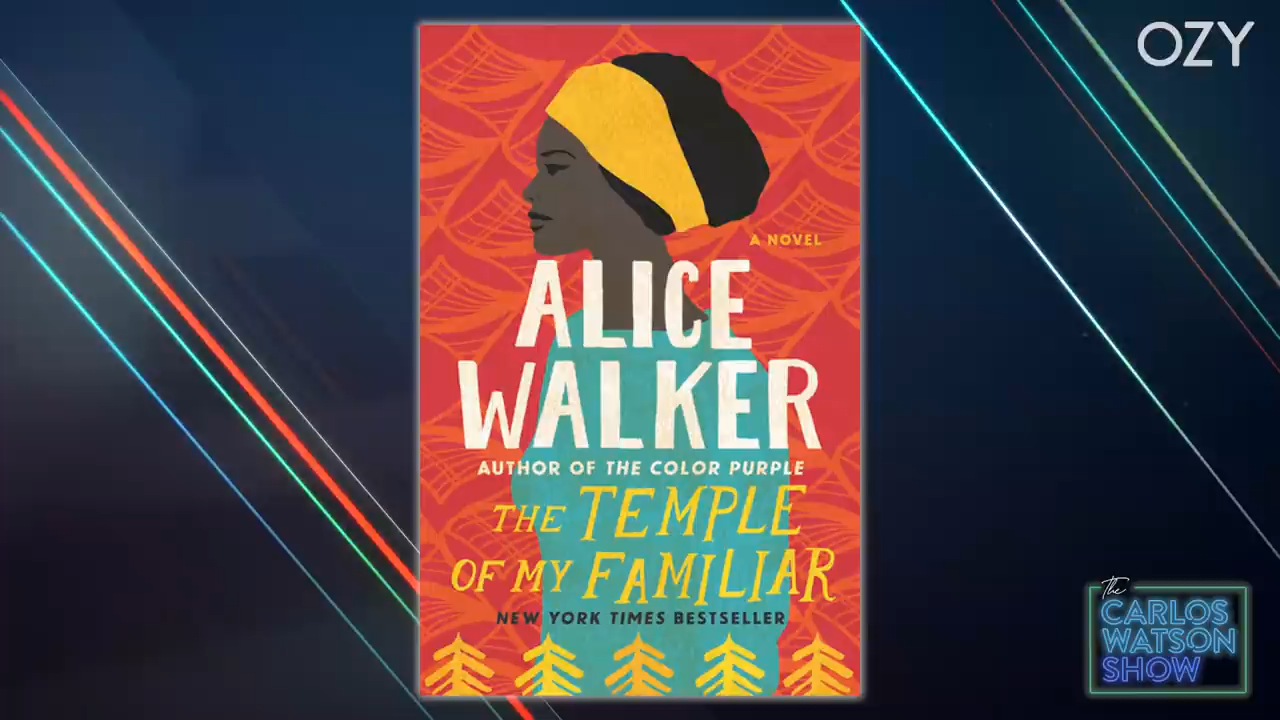 OZY
A NOVEL
ALICE
WALKER
AUTHOR OF THE COLOR PURPLE
THE TEMPLE
OF MY FAMILIAR
NEW YORK TIMES BESTSELLER
The
CARLOS
WATSON
SHOW